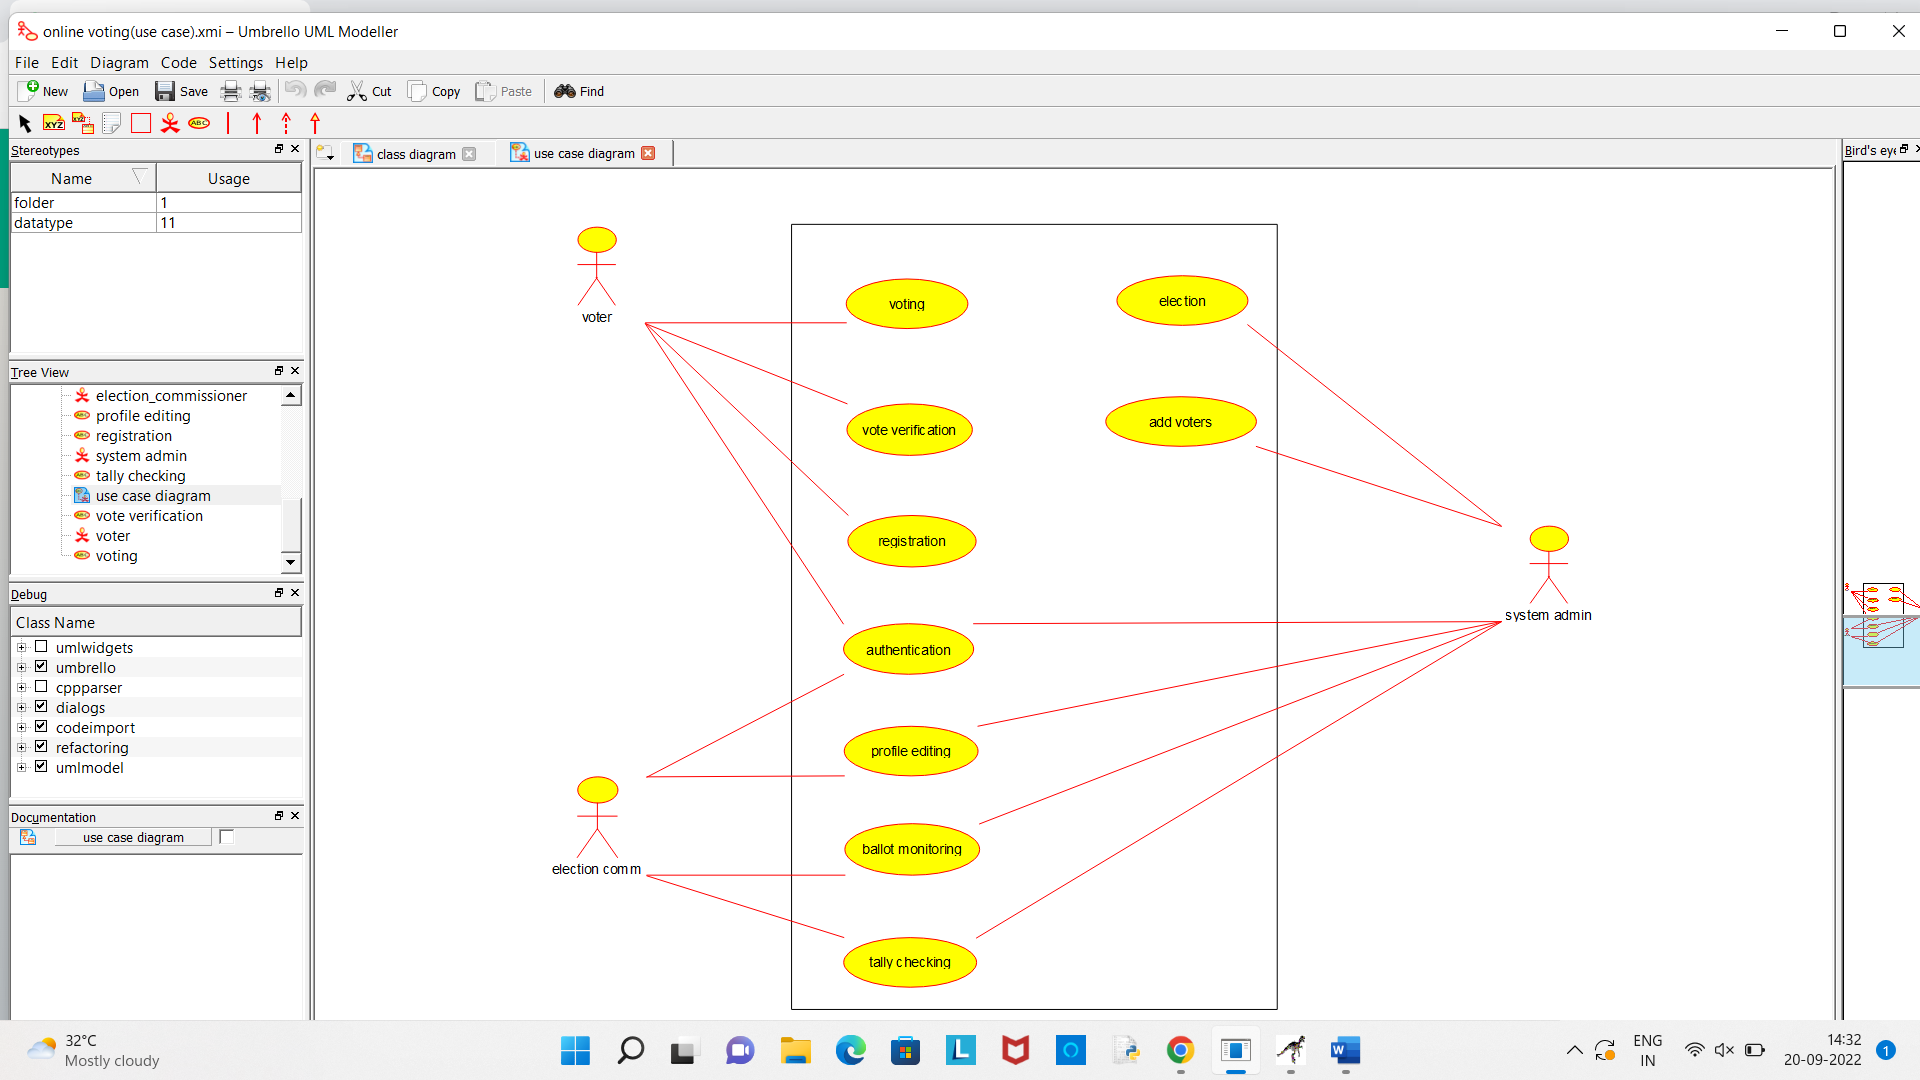 online voting(use case).xmi – Umbrello UML Modeller
File Edit Diagram Code Settings Help
New Open Save Cut Copy Paste Find
XYZ XYZ ABC
Stereotypes
Name Usage
folder 1
datatype 11
class diagram use case diagram
Bird's eye
voter
voting
election
vote verification
add voters
registration
authentication
system admin
profile editing
election comm
ballot monitoring
tally checking
Tree View
election_commissioner
profile editing
registration
system admin
tally checking
use case diagram
vote verification
voter
voting
Debug
Class Name
umlwidgets
umbrello
cppparser
dialogs
codeimport
refactoring
umlmodel
Documentation
use case diagram
32°C
Mostly cloudy
L
W
ENG
IN
14:32
20-09-2022
1